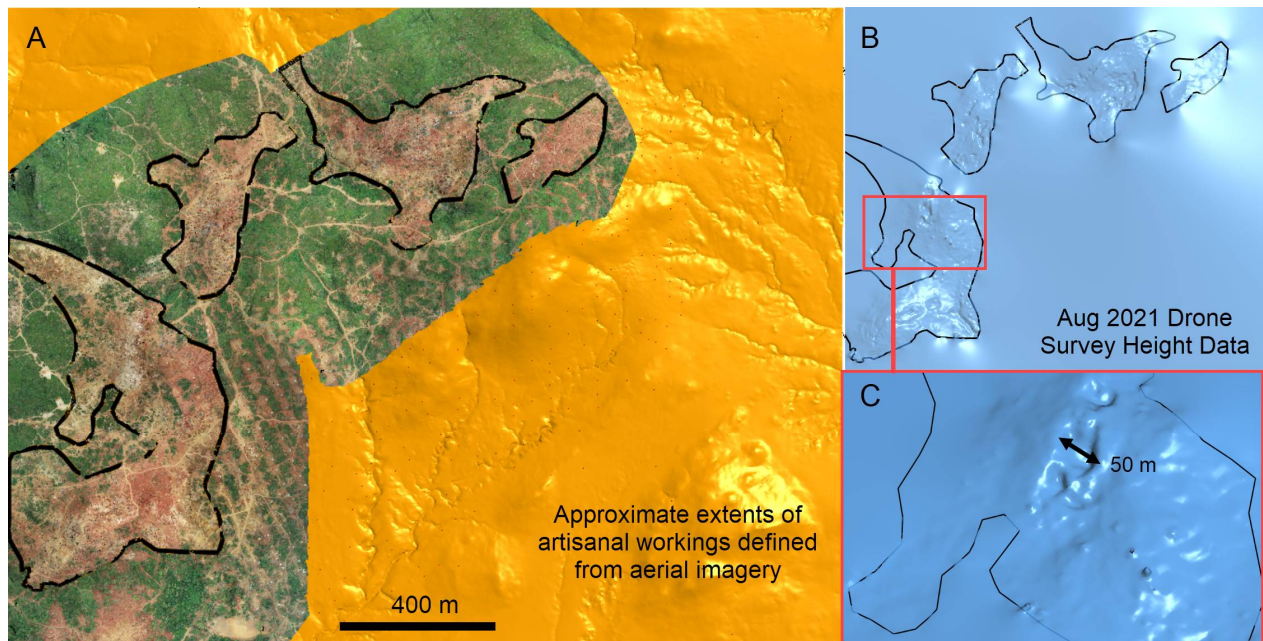 A
Approximate extents of
artisanal workings defined
from aerial imagery
400 m
B
Aug 2021 Drone
Survey Height Data
C
50 m